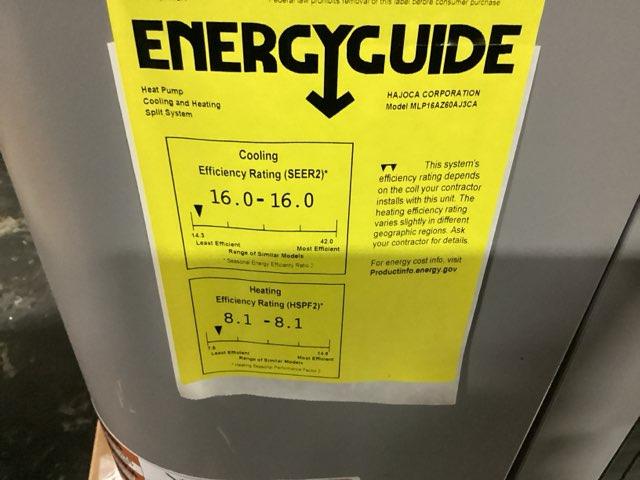 Federal law prohibits removal of this label before consumer purchase
ENERGYGUIDE
Heat Pump
Cooling and Heating
Split System
HAJOCA CORPORATION
Model MLP16AZ60AJ3CA
Cooling
Efficiency Rating (SEER2)*
16.0-16.0
14.3
42.0
Least Efficient
Most Efficient
Range of Similar Models
* Seasonal Energy Efficiency Ratio 2
This system's
efficiency rating depends
on the coil your contractor
installs with this unit. The
heating efficiency rating
varies slightly in different
geographic regions. Ask
your contractor for details.
For energy cost info, visit
Productinfo.energy.gov
Heating
Efficiency Rating (HSPF2)*
8.1 -8.1
Least Efficient
Most Efficient
Range of Similar Models
* Heating Seasonal Performance Factor 2